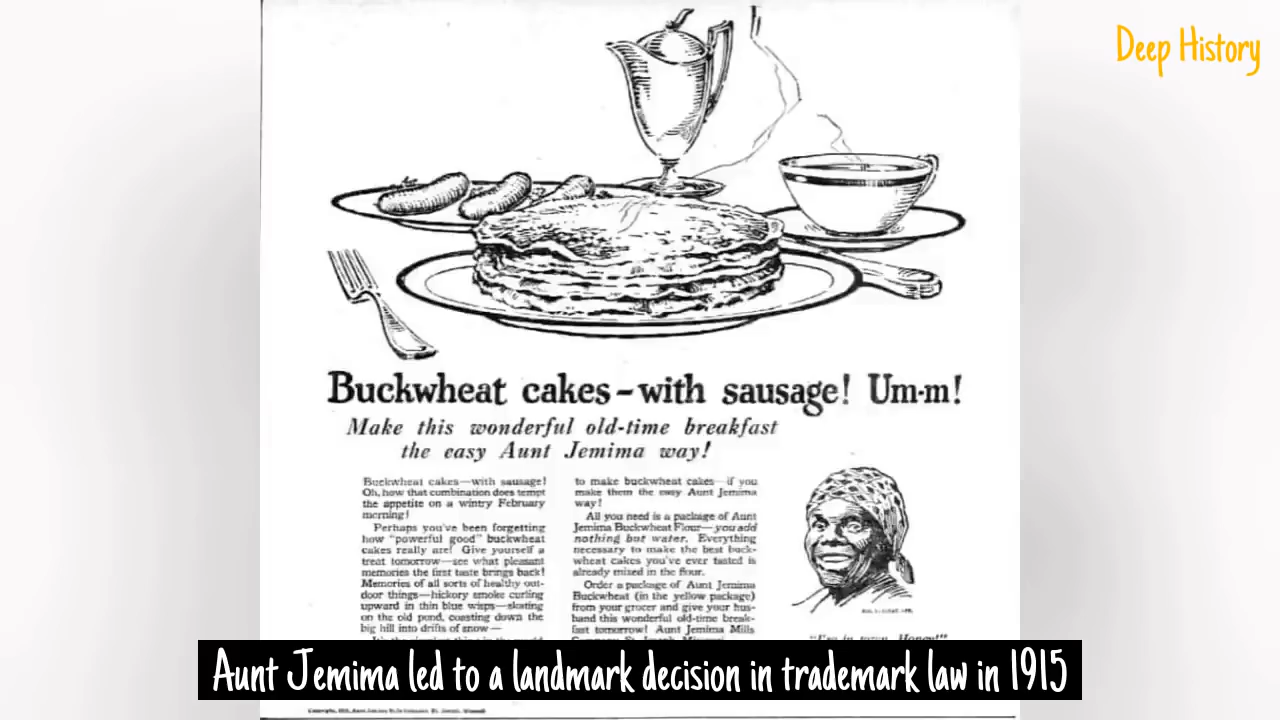 Deep History
Buckwheat cakes–with sausage! Um-m!
Make this wonderful old-time breakfast
the easy Aunt Jemima way!
Buckwheat cakes—with sausage!
Oh, how that combination does tempt
the appetite on a wintry February
morning!
Perhaps you've been forgetting
how "powerful good" buckwheat
cakes really are! Give yourself a
treat tomorrow—see what pleasant
memories the first taste brings back!
Memories of all sorts of healthy out-
door things—hickory smoke curling
upward in thin blue wisps—skating
on the old pond, coasting down the
big hill into drifts of snow—
to make buckwheat cakes—if you
make them the easy Aunt Jemima
way!
All you need is a package of Aunt
Jemima Buckwheat Flour—you add
nothing but water. Everything
necessary to make the best buck-
wheat cakes you've ever tasted is
already mixed in the flour.
Order a package of Aunt Jemima
Buckwheat (in the yellow package)
from your grocer and give your hus-
band this wonderful old-time break-
fast tomorrow! Aunt Jemima Mills
"I'se in town, Honey!"
Aunt Jemima led to a landmark decision in trademark law in 1915